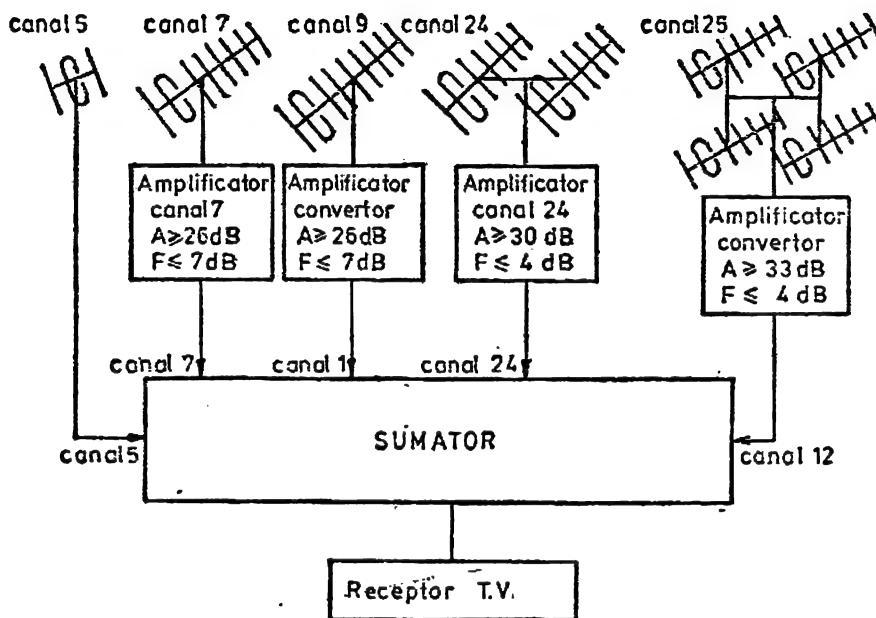 canal 5
canal 7
canal 9
canal 24
canal 25
Amplificator
canal 7
A≥26dB
F ≤ 7dB
Amplificator
convertor
A≥26dB
F ≤ 7dB
Amplificator
canal 24
A≥30 dB
F ≤ 4 dB
Amplificator
convertor
A ≥ 33 dB
F ≤ 4 dB
canal 7
canal 1
canal 24
canal 5
SUMATOR
canal 12
Receptor T.V.